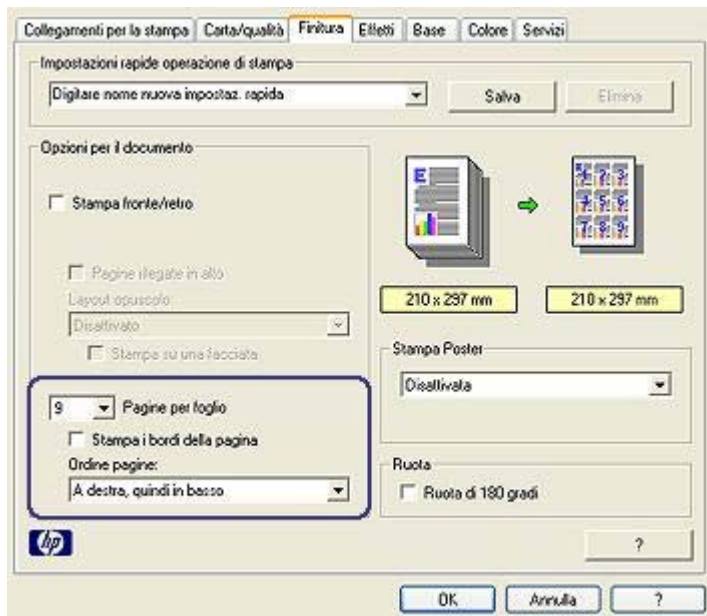 Collegamenti per la stampa Carta/qualità Finitura Effetti Base Colore Servizi
Impostazioni rapide operazione di stampa
Digitare nome nuova impostaz. rapida Salva Elimina
Opzioni per il documento
Stampa fronte/retro
Pagine rilegate in alto
Layout opuscolo:
Disattivato
Stampa su una facciata
210 x 297 mm 210 x 297 mm
Stampa Poster
Disattivata
9 Pagine per foglio
Stampa i bordi della pagina
Ordine pagine:
A destra, quindi in basso
Ruota
Ruota di 180 gradi
hp ?
OK Annulla ?